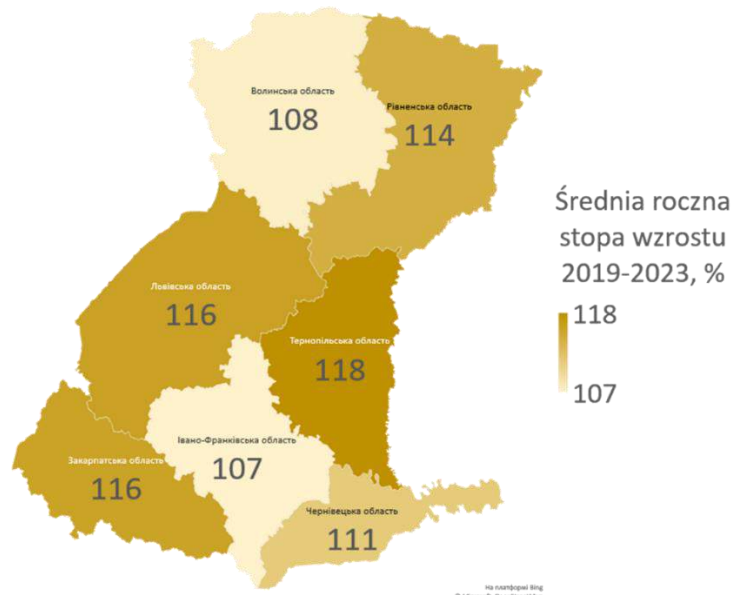 Волинська область
108
Рівненська область
114
Львівська область
116
Тернопільська область
118
Закарпатська область
116
Івано-Франківська область
107
Чернівецька область
111
Średnia roczna
stopa wzrostu
2019-2023, %
118
107
На платформі Bing